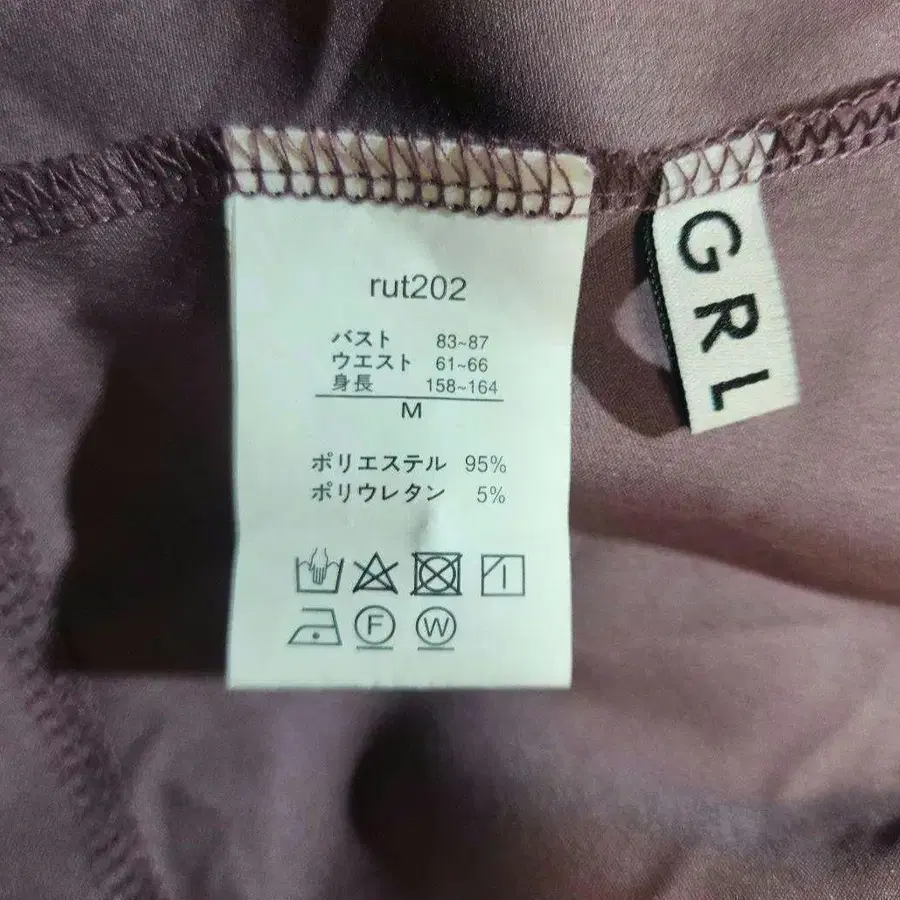 rut202
バスト 83~87
ウエスト 61~66
身長 158~164
M
ポリエステル 95%
ポリウレタン 5%
F W
GRL